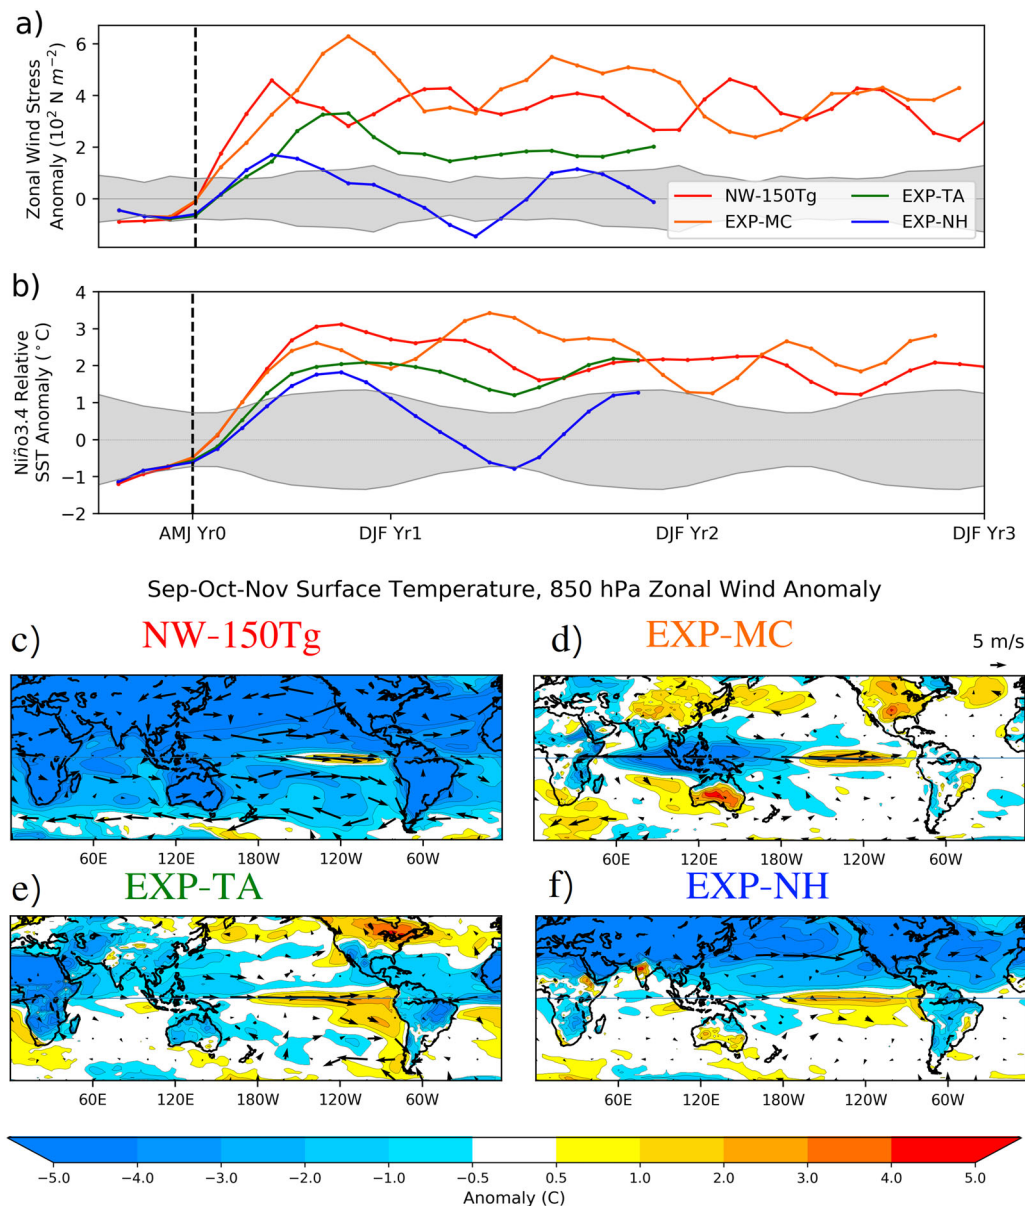 a)
Zonal Wind Stress
Anomaly (10² N m⁻²)
6
4
2
0
NW-150Tg
EXP-MC
EXP-TA
EXP-NH
b)
Niño3.4 Relative
SST Anomaly (°C)
4
3
2
1
0
−1
−2
AMJ Yr0 DJF Yr1 DJF Yr2 DJF Yr3
Sep-Oct-Nov Surface Temperature, 850 hPa Zonal Wind Anomaly
c) NW-150Tg d) EXP-MC 5 m/s
60E 120E 180W 120W 60W 60E 120E 180W 120W 60W
e) EXP-TA f) EXP-NH
60E 120E 180W 120W 60W 60E 120E 180W 120W 60W
−5.0 −3.0 −2.0 −1.0 −0.5 0.5 1.0 2.0 3.0 4.0 5.0
Anomaly (C)